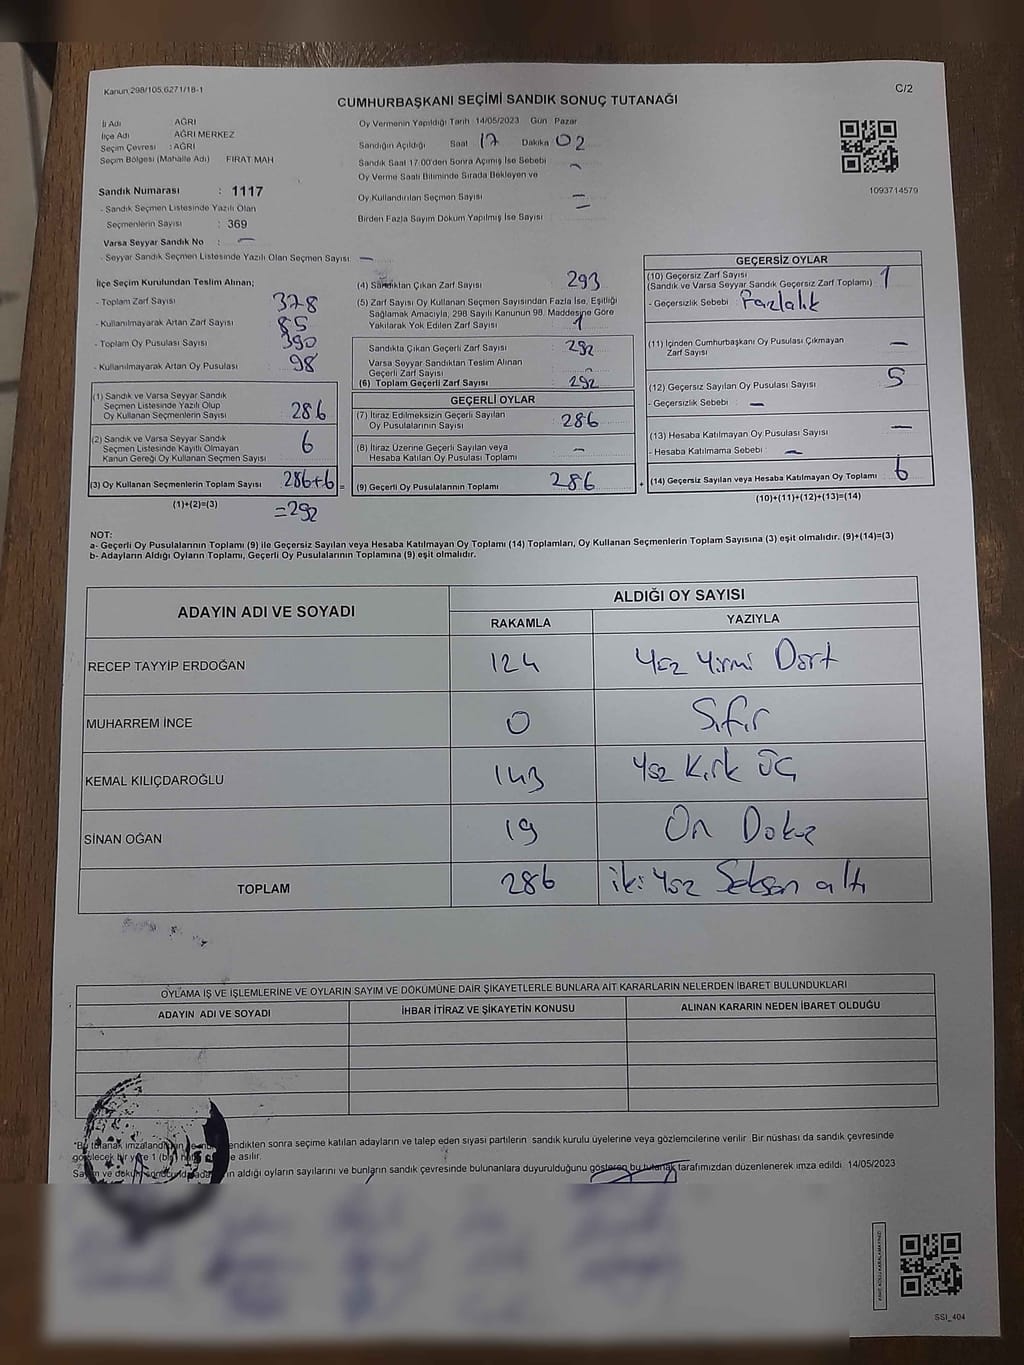 Kanun 298/105,6271/18-1
C/2
CUMHURBAŞKANI SEÇİMİ SANDIK SONUÇ TUTANAĞI
İli Adı AĞRI
İlçe Adı AĞRI MERKEZ
Seçim Çevresi : AĞRI
Seçim Bölgesi (Mahalle Adı) FIRAT MAH
Sandık Numarası : 1117
- Sandık Seçmen Listesinde Yazılı Olan
Seçmenlerin Sayısı : 369
Varsa Seyyar Sandık No : —
- Seyyar Sandık Seçmen Listesinde Yazılı Olan Seçmen Sayısı: —
Oy Vermenin Yapıldığı Tarih 14/05/2023 Gün Pazar
Sandığın Açıldığı Saat 17 Dakika 02
Sandık Saat 17:00'den Sonra Açılmış İse Sebebi
Oy Verme Saati Bitiminde Sırada Bekleyen ve
Oy Kullandırılan Seçmen Sayısı
Birden Fazla Sayım Döküm Yapılmış İse Sayısı
1093714579
İlçe Seçim Kurulundan Teslim Alınan;
- Toplam Zarf Sayısı 378
- Kullanılmayarak Artan Zarf Sayısı 85
- Toplam Oy Pusulası Sayısı 390
- Kullanılmayarak Artan Oy Pusulası 98
(1) Sandık ve Varsa Seyyar Sandık
Seçmen Listesinde Yazılı Olup
Oy Kullanan Seçmenlerin Sayısı 286
(2) Sandık ve Varsa Seyyar Sandık
Seçmen Listesinde Kayıtlı Olmayan
Kanun Gereği Oy Kullanan Seçmen Sayısı 6
(3) Oy Kullanan Seçmenlerin Toplam Sayısı 286+6 =
(1)+(2)=(3) =292
(4) Sandıktan Çıkan Zarf Sayısı 293
(5) Zarf Sayısı Oy Kullanan Seçmen Sayısından Fazla İse, Eşitliği
Sağlamak Amacıyla, 298 Sayılı Kanunun 98. Maddesine Göre
Yakılarak Yok Edilen Zarf Sayısı 1
Sandıkta Çıkan Geçerli Zarf Sayısı 292
Varsa Seyyar Sandıktan Teslim Alınan
Geçerli Zarf Sayısı
(6) Toplam Geçerli Zarf Sayısı 292
GEÇERLİ OYLAR
(7) İtiraz Edilmeksizin Geçerli Sayılan
Oy Pusulalarının Sayısı 286
(8) İtiraz Üzerine Geçerli Sayılan veya
Hesaba Katılan Oy Pusulası Toplamı —
(9) Geçerli Oy Pusulalarının Toplamı 286 +
GEÇERSİZ OYLAR
(10) Geçersiz Zarf Sayısı
(Sandık ve Varsa Seyyar Sandık Geçersiz Zarf Toplamı) 1
- Geçersizlik Sebebi Fazlalık
(11) İçinden Cumhurbaşkanı Oy Pusulası Çıkmayan
Zarf Sayısı —
(12) Geçersiz Sayılan Oy Pusulası Sayısı 5
- Geçersizlik Sebebi : —
(13) Hesaba Katılmayan Oy Pusulası Sayısı —
- Hesaba Katılmama Sebebi : —
(14) Geçersiz Sayılan veya Hesaba Katılmayan Oy Toplamı 6
(10)+(11)+(12)+(13)=(14)
NOT:
a- Geçerli Oy Pusulalarının Toplamı (9) ile Geçersiz Sayılan veya Hesaba Katılmayan Oy Toplamı (14) Toplamları, Oy Kullanan Seçmenlerin Toplam Sayısına (3) eşit olmalıdır. (9)+(14)=(3)
b- Adayların Aldığı Oyların Toplamı, Geçerli Oy Pusulalarının Toplamına (9) eşit olmalıdır.
ADAYIN ADI VE SOYADI
ALDIĞI OY SAYISI
RAKAMLA YAZIYLA
RECEP TAYYİP ERDOĞAN 124 Yüz Yirmi Dört
MUHARREM İNCE 0 Sıfır
KEMAL KILIÇDAROĞLU 143 Yüz Kırk Üç
SİNAN OĞAN 19 On Dokuz
TOPLAM 286 iki Yüz Seksen altı
OYLAMA İŞ VE İŞLEMLERİNE VE OYLARIN SAYIM VE DÖKÜMÜNE DAİR ŞİKAYETLERLE BUNLARA AİT KARARLARIN NELERDEN İBARET BULUNDUKLARI
ADAYIN ADI VE SOYADI İHBAR İTİRAZ VE ŞİKAYETİN KONUSU ALINAN KARARIN NEDEN İBARET OLDUĞU
*Bu tutanak imzalandıktan endikten sonra seçime katılan adayların ve talep eden siyasi partilerin sandık kurulu üyelerine veya gözlemcilerine verilir Bir nüshası da sandık çevresinde
görülecek bir yere 1 (bir) asılır.
Sayım ve döküm aldığı oyların sayılarını ve bunların sandık çevresinde bulunanlara duyurulduğunu gösteren bu tutanak tarafımızdan düzenlenerek imza edildi 14/05/2023
SSI_404